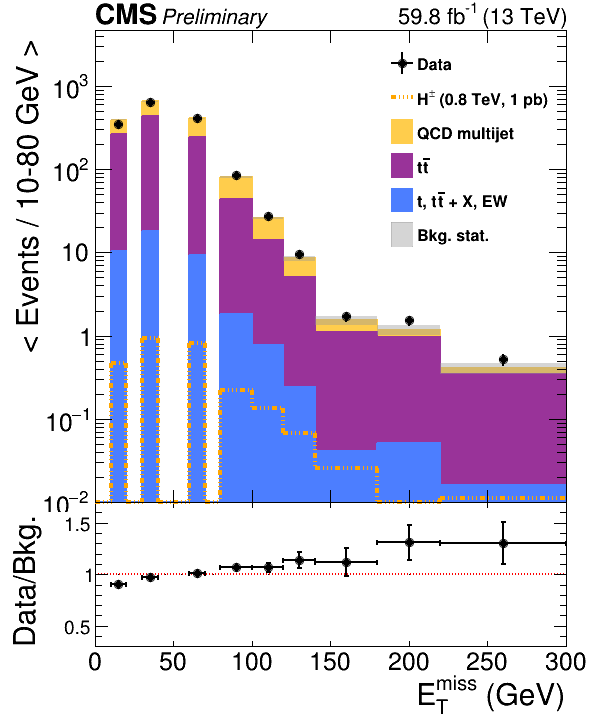 CMS Preliminary 59.8 fb⁻¹ (13 TeV)
< Events / 10-80 GeV >
10³
10²
10
1
10⁻¹
10⁻²
Data
H± (0.8 TeV, 1 pb)
QCD multijet
tt̄
t, tt̄ + X, EW
Bkg. stat.
Data/Bkg.
1.5
1
0.5
0 50 100 150 200 250 300
E_T^miss (GeV)